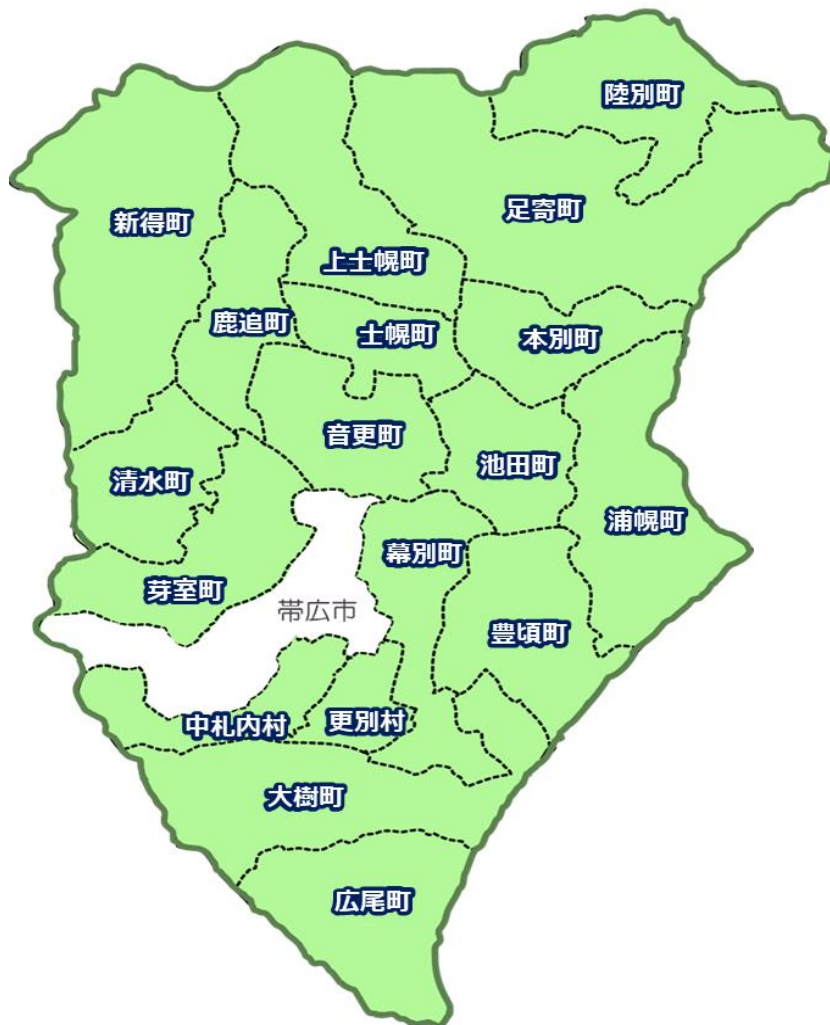 陸別町
足寄町
新得町
上士幌町
鹿追町
士幌町
本別町
音更町
池田町
清水町
浦幌町
幕別町
芽室町
帯広市
豊頃町
中札内村
更別村
大樹町
広尾町